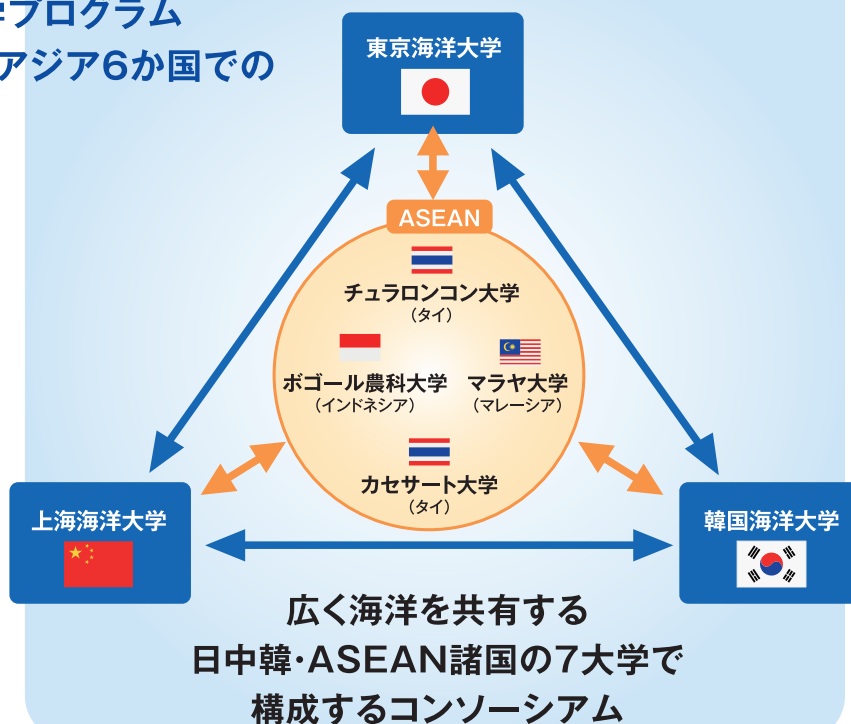 学プログラム
アジア6か国での
東京海洋大学
ASEAN
チュラロンコン大学
（タイ）
ボゴール農科大学
（インドネシア）
マラヤ大学
（マレーシア）
カセサート大学
（タイ）
上海海洋大学
韓国海洋大学
広く海洋を共有する
日中韓・ASEAN諸国の7大学で
構成するコンソーシアム